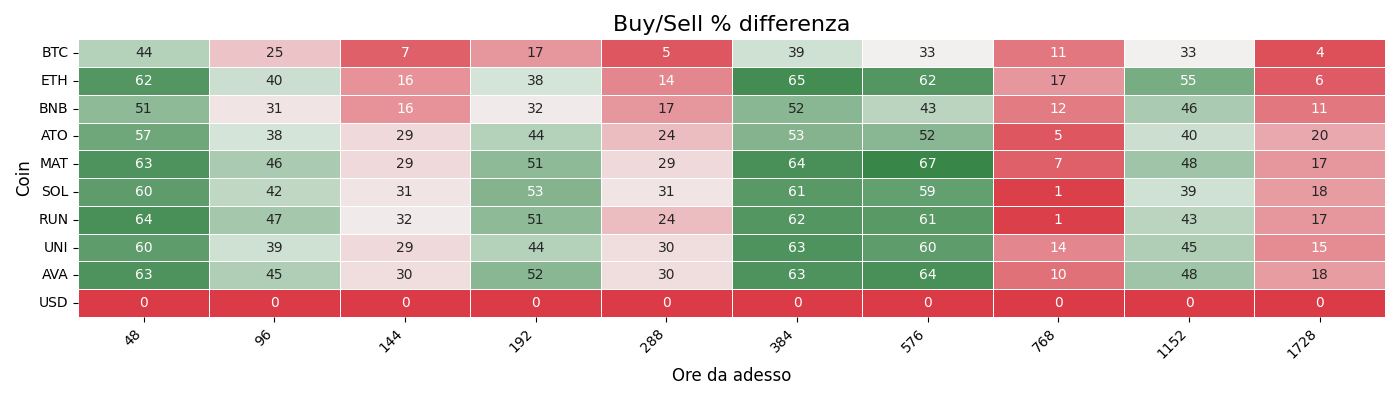 Buy/Sell % differenza
Coin
BTC 44 25 7 17 5 39 33 11 33 4
ETH 62 40 16 38 14 65 62 17 55 6
BNB 51 31 16 32 17 52 43 12 46 11
ATO 57 38 29 44 24 53 52 5 40 20
MAT 63 46 29 51 29 64 67 7 48 17
SOL 60 42 31 53 31 61 59 1 39 18
RUN 64 47 32 51 24 62 61 1 43 17
UNI 60 39 29 44 30 63 60 14 45 15
AVA 63 45 30 52 30 63 64 10 48 18
USD 0 0 0 0 0 0 0 0 0 0
48 96 144 192 288 384 576 768 1152 1728
Ore da adesso